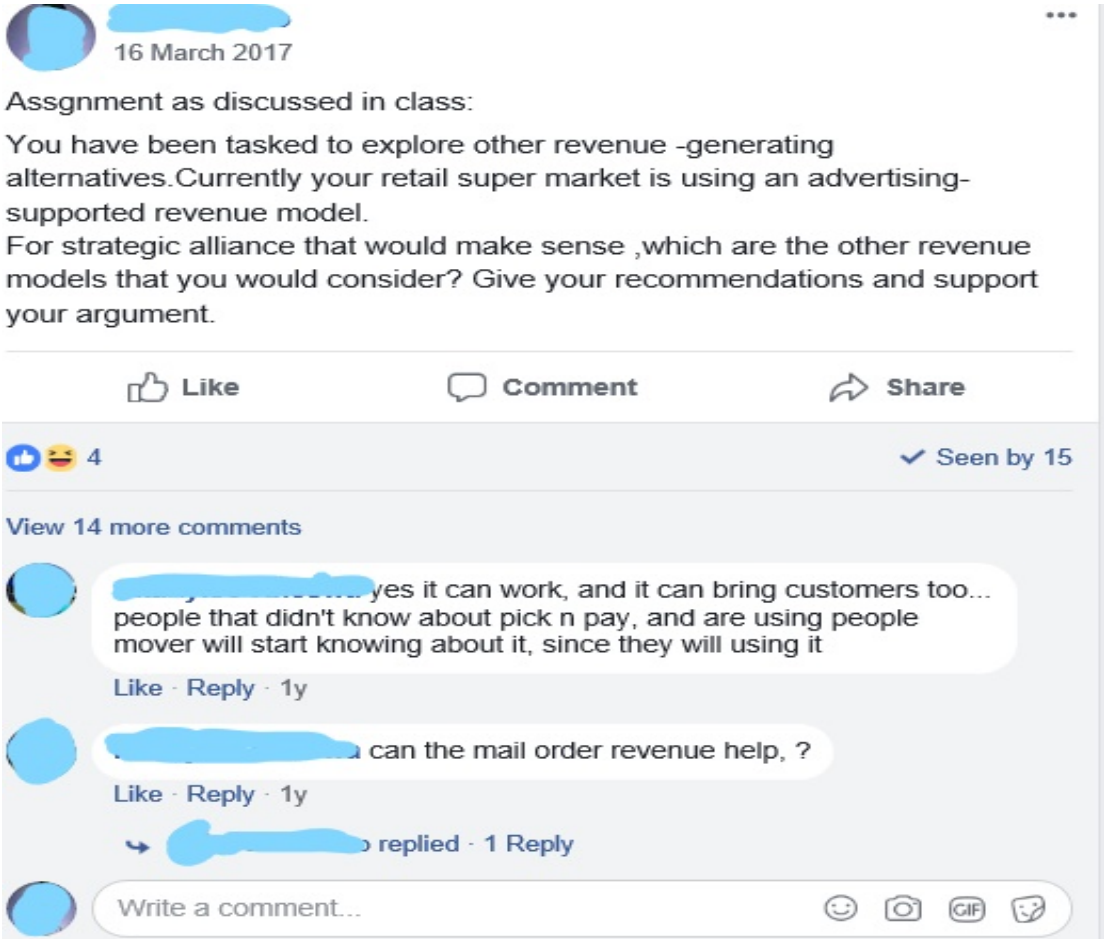 16 March 2017
Assgnment as discussed in class:
You have been tasked to explore other revenue -generating
alternatives.Currently your retail super market is using an advertising-
supported revenue model.
For strategic alliance that would make sense ,which are the other revenue
models that you would consider? Give your recommendations and support
your argument.
Like Comment Share
4 Seen by 15
View 14 more comments
yes it can work, and it can bring customers too...
people that didn't know about pick n pay, and are using people
mover will start knowing about it, since they will using it
Like · Reply · 1y
can the mail order revenue help, ?
Like · Reply · 1y
replied · 1 Reply
Write a comment...
GIF